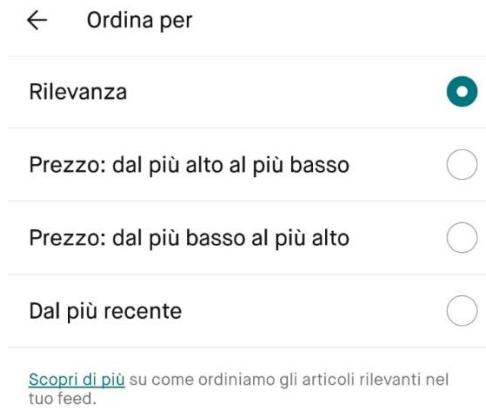 Ordina per
Rilevanza
Prezzo: dal più alto al più basso
Prezzo: dal più basso al più alto
Dal più recente
Scopri di più su come ordiniamo gli articoli rilevanti nel
tuo feed.